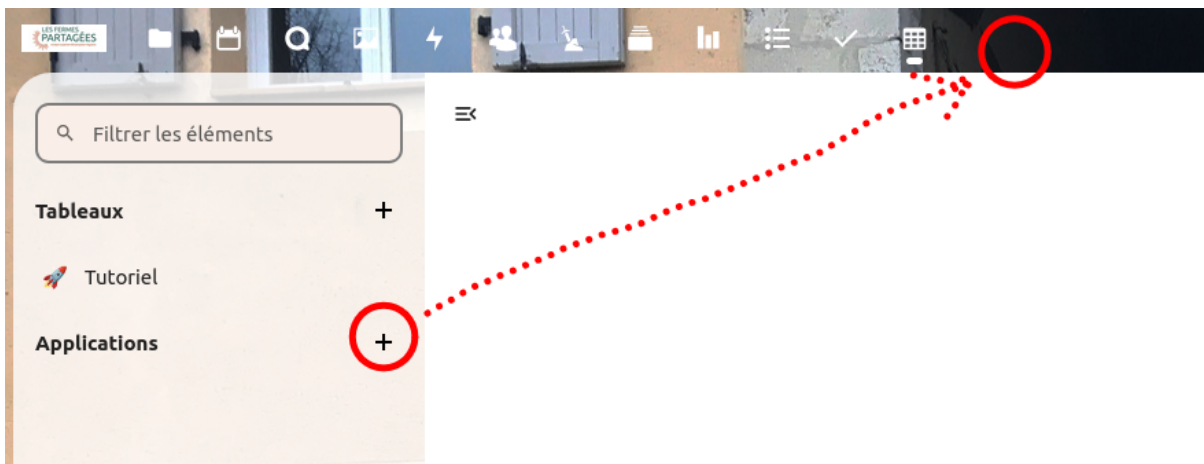 LES FERMES
PARTAGÉES
Filtrer les éléments
Tableaux
Tutoriel
Applications